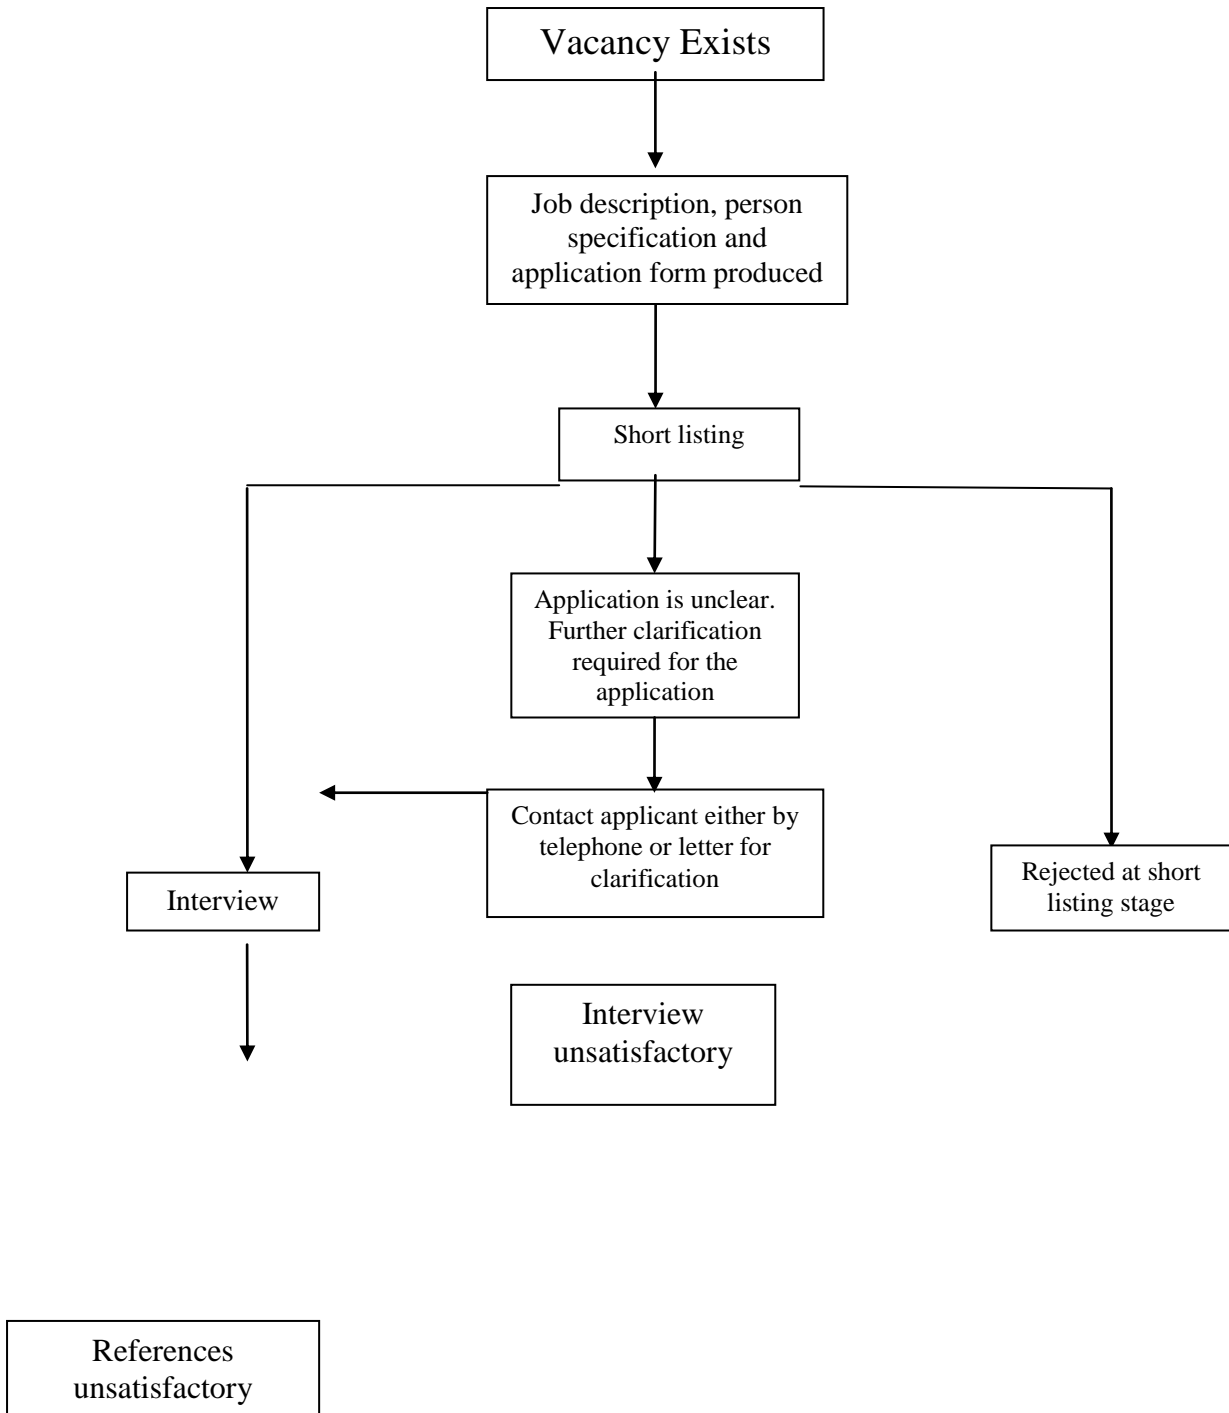 Vacancy Exists
Job description, person
specification and
application form produced
Short listing
Application is unclear.
Further clarification
required for the
application
Contact applicant either by
telephone or letter for
clarification
Interview
Rejected at short
listing stage
Interview
unsatisfactory
References
unsatisfactory